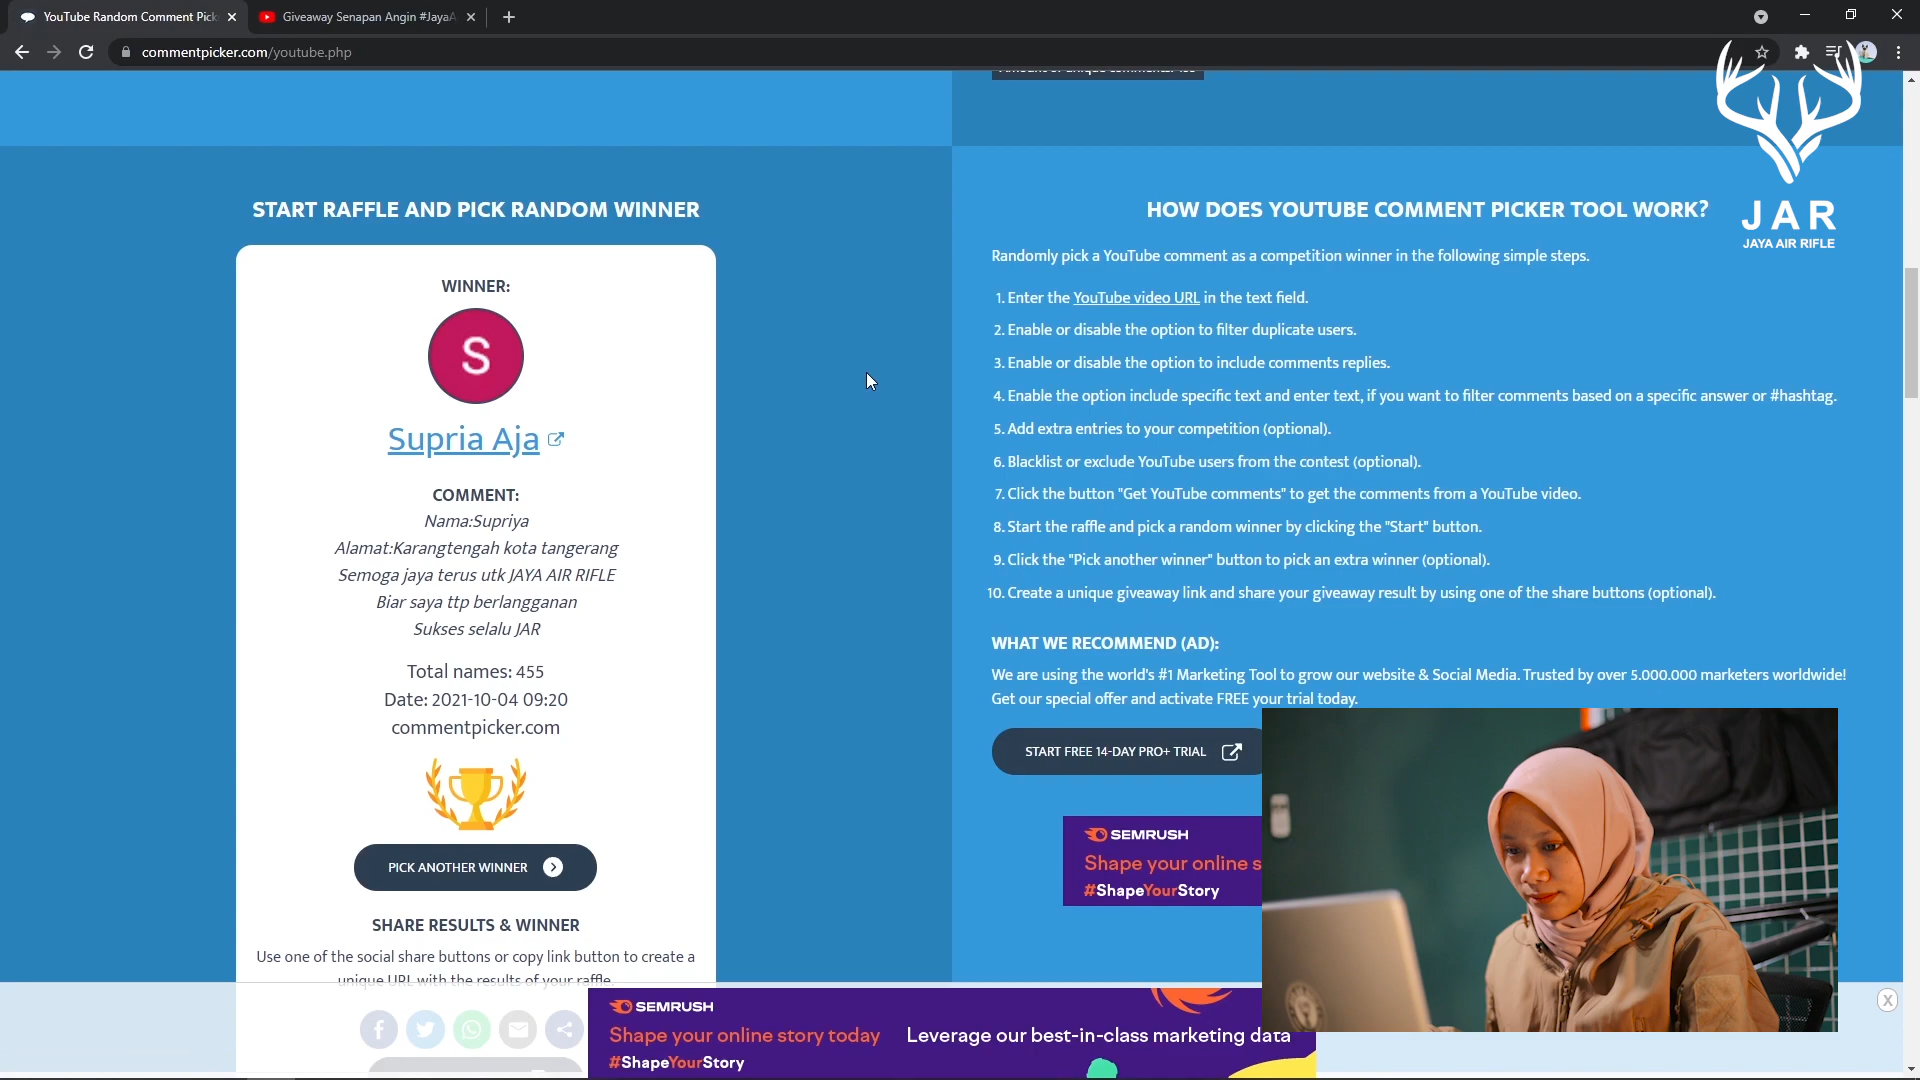 YouTube Random Comment Pick
Giveaway Senapan Angin #JayaA
commentpicker.com/youtube.php
JAR
JAYA AIR RIFLE
START RAFFLE AND PICK RANDOM WINNER
WINNER:
S
Supria Aja
COMMENT:
Nama:Supriya
Alamat:Karangtengah kota tangerang
Semoga jaya terus utk JAYA AIR RIFLE
Biar saya ttp berlangganan
Sukses selalu JAR
Total names: 455
Date: 2021-10-04 09:20
commentpicker.com
PICK ANOTHER WINNER
SHARE RESULTS & WINNER
Use one of the social share buttons or copy link button to create a
unique URL with the results of your raffle.
HOW DOES YOUTUBE COMMENT PICKER TOOL WORK?
Randomly pick a YouTube comment as a competition winner in the following simple steps.
1. Enter the YouTube video URL in the text field.
2. Enable or disable the option to filter duplicate users.
3. Enable or disable the option to include comments replies.
4. Enable the option include specific text and enter text, if you want to filter comments based on a specific answer or #hashtag.
5. Add extra entries to your competition (optional).
6. Blacklist or exclude YouTube users from the contest (optional).
7. Click the button "Get YouTube comments" to get the comments from a YouTube video.
8. Start the raffle and pick a random winner by clicking the "Start" button.
9. Click the "Pick another winner" button to pick an extra winner (optional).
10. Create a unique giveaway link and share your giveaway result by using one of the share buttons (optional).
WHAT WE RECOMMEND (AD):
We are using the world's #1 Marketing Tool to grow our website & Social Media. Trusted by over 5.000.000 marketers worldwide!
Get our special offer and activate FREE your trial today.
START FREE 14-DAY PRO+ TRIAL
SEMRUSH
Shape your online s
#ShapeYourStory
SEMRUSH
Shape your online story today
#ShapeYourStory
Leverage our best-in-class marketing data
X